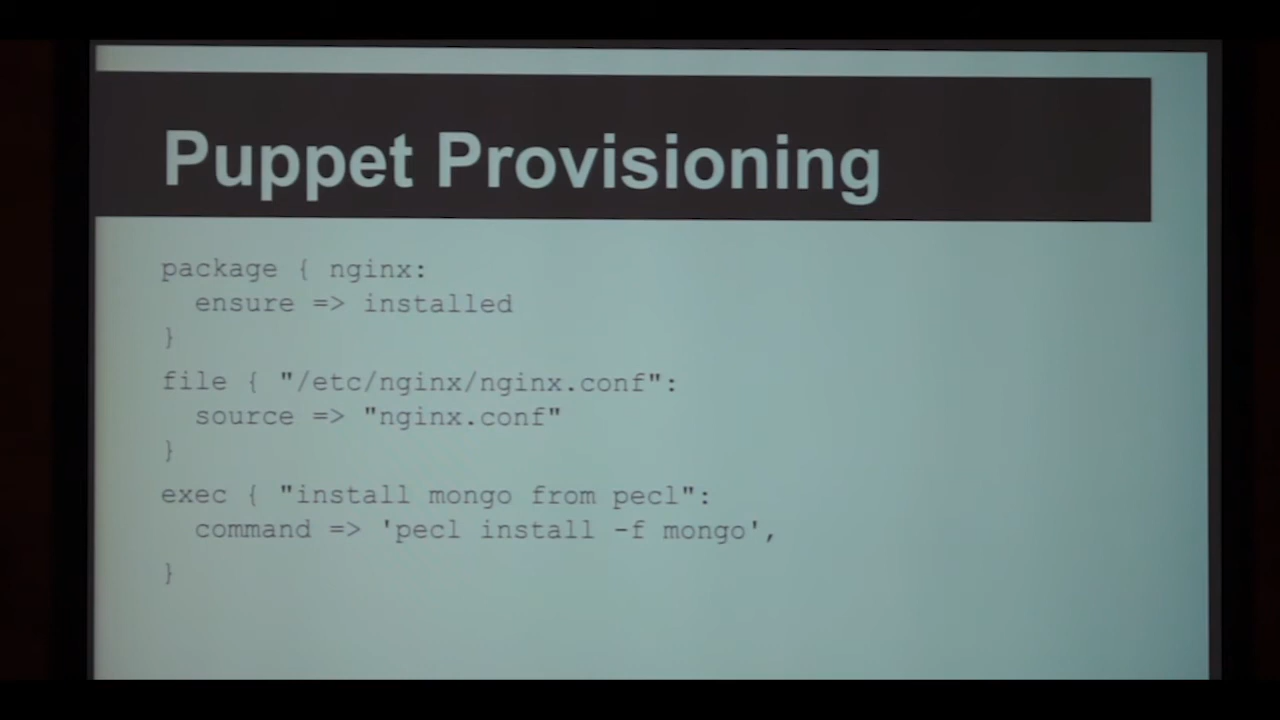 Puppet Provisioning
package { nginx:
  ensure => installed
}
file { "/etc/nginx/nginx.conf":
  source => "nginx.conf"
}
exec { "install mongo from pecl":
  command => 'pecl install -f mongo',
}